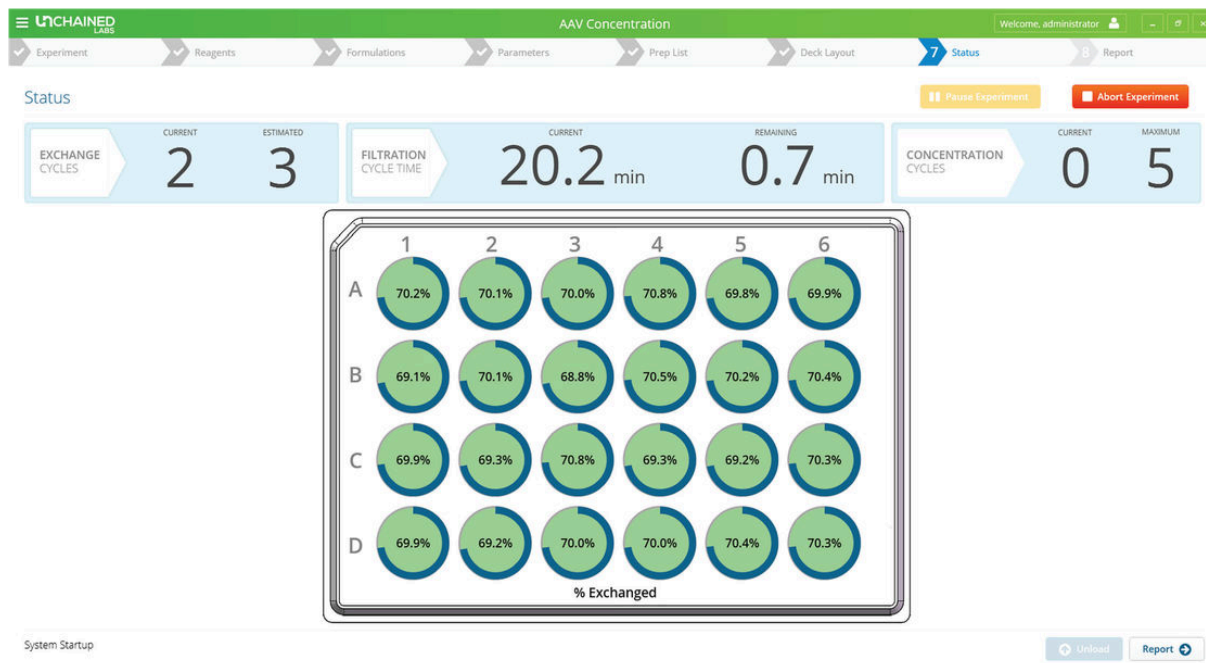 UNCHAINED LABS
AAV Concentration
Welcome, administrator
Experiment
Reagents
Formulations
Parameters
Prep List
Deck Layout
7 Status
8 Report
Status
Pause Experiment
Abort Experiment
EXCHANGE CYCLES
CURRENT 2
ESTIMATED 3
FILTRATION CYCLE TIME
CURRENT 20.2 min
REMAINING 0.7 min
CONCENTRATION CYCLES
CURRENT 0
MAXIMUM 5
1 2 3 4 5 6
A 70.2% 70.1% 70.0% 70.8% 69.8% 69.9%
B 69.1% 70.1% 68.8% 70.5% 70.2% 70.4%
C 69.9% 69.3% 70.8% 69.3% 69.2% 70.3%
D 69.9% 69.2% 70.0% 70.0% 70.4% 70.3%
% Exchanged
System Startup
Unload
Report